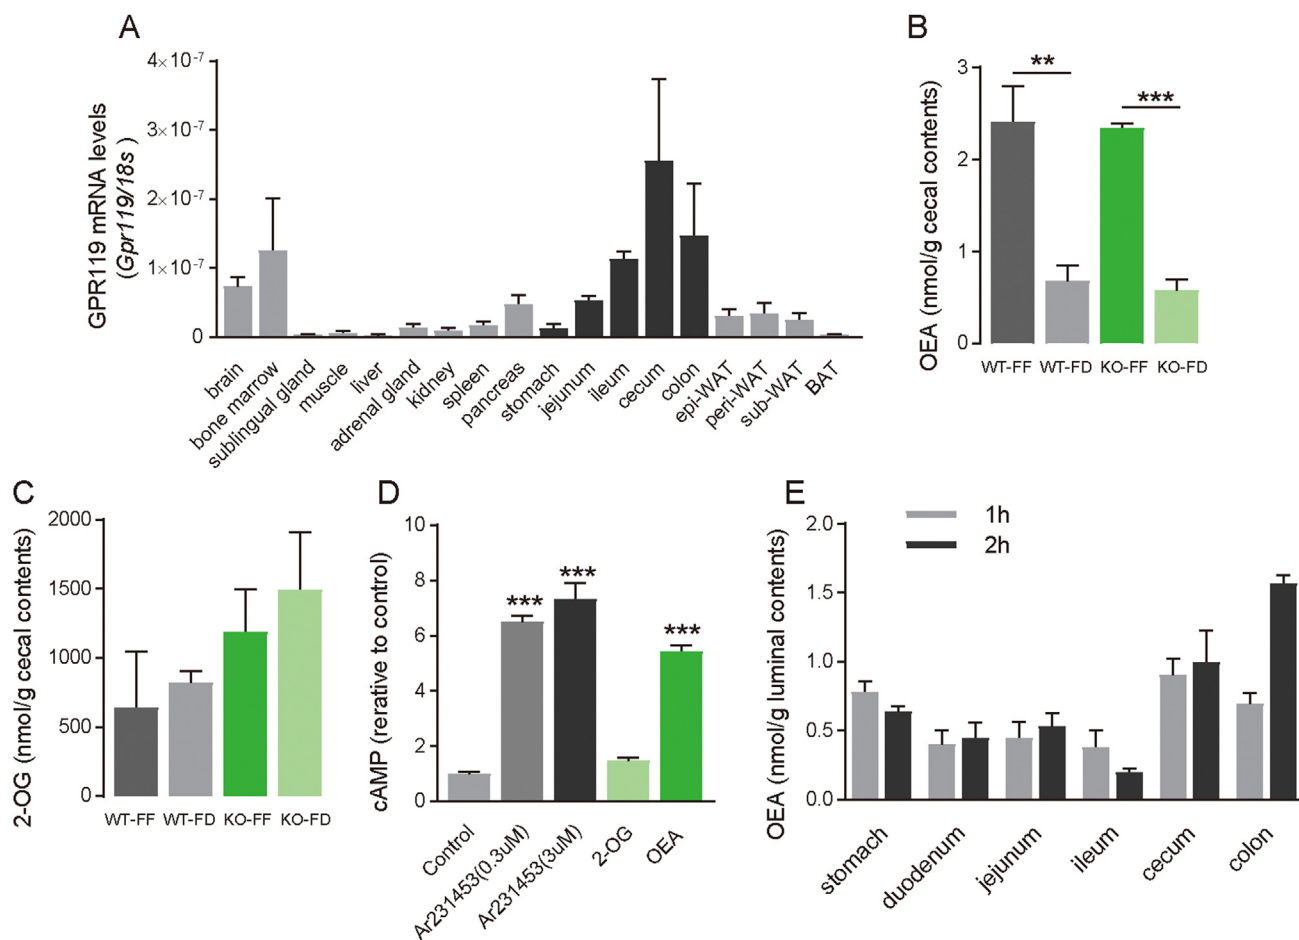 A
GPR119 mRNA levels
(Gpr119/18s)
4×10-7
3×10-7
2×10-7
1×10-7
0
brain
bone marrow
sublingual gland
muscle
liver
adrenal gland
kidney
spleen
pancreas
stomach
jejunum
ileum
cecum
colon
epi-WAT
peri-WAT
sub-WAT
BAT
B
OEA (nmol/g cecal contents)
3
2
1
0
**
***
WT-FF
WT-FD
KO-FF
KO-FD
C
2-OG (nmol/g cecal contents)
2000
1500
1000
500
0
WT-FF
WT-FD
KO-FF
KO-FD
D
cAMP (rerative to control)
10
8
6
4
2
0
***
***
***
Control
Ar231453(0.3uM)
Ar231453(3uM)
2-OG
OEA
E
1h
2h
OEA (nmol/g luminal contents)
2.0
1.5
1.0
0.5
0.0
stomach
duodenum
jejunum
ileum
cecum
colon